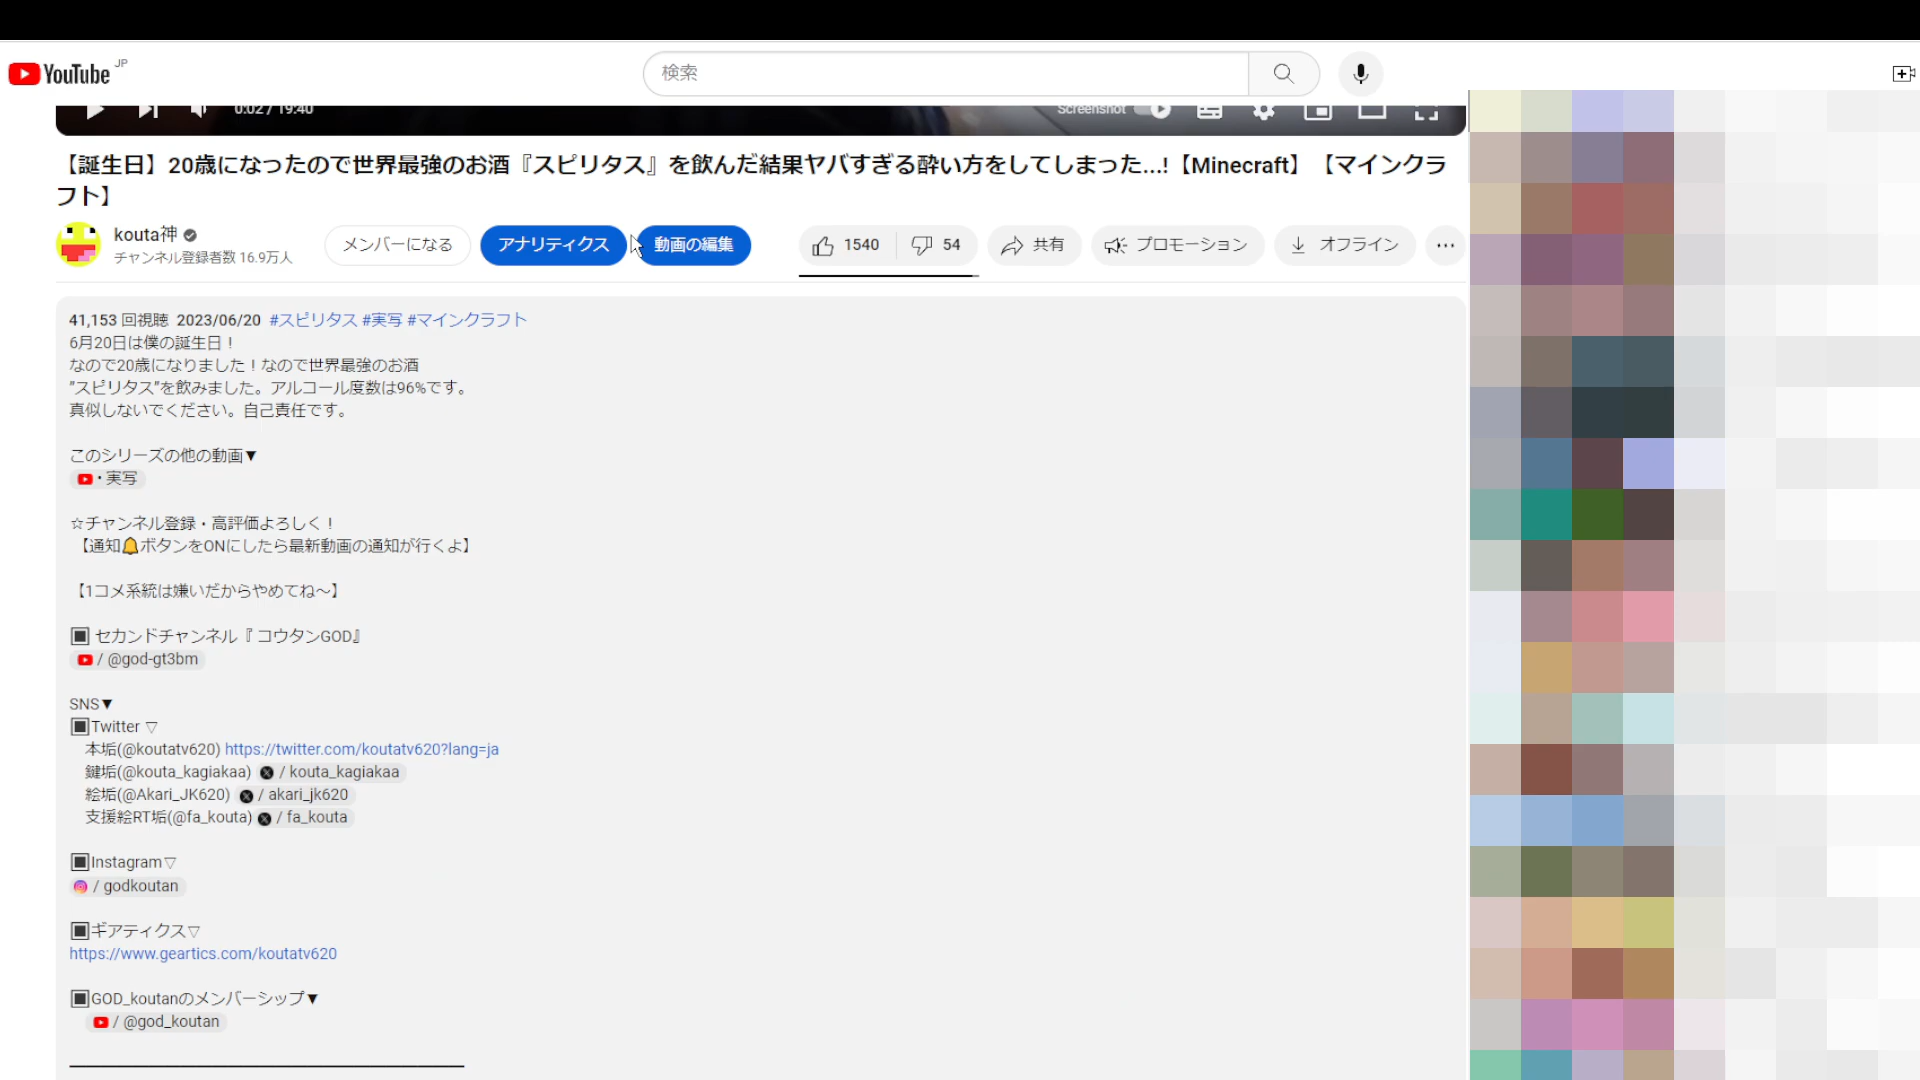 YouTube JP
検索
0:02 / 19:40
Screenshot
【誕生日】20歳になったので世界最強のお酒『スピリタス』を飲んだ結果ヤバすぎる酔い方をしてしまった...!【Minecraft】【マインクラ
フト】
kouta神
チャンネル登録者数 16.9万人
メンバーになる
アナリティクス
動画の編集
1540
54
共有
プロモーション
オフライン
41,153 回視聴 2023/06/20 #スピリタス #実写 #マインクラフト
6月20日は僕の誕生日！
なので20歳になりました！なので世界最強のお酒
”スピリタス”を飲みました。アルコール度数は96%です。
真似しないでください。自己責任です。
このシリーズの他の動画▼
・実写
☆チャンネル登録・高評価よろしく！
【通知🔔ボタンをONにしたら最新動画の通知が行くよ】
【1コメ系統は嫌いだからやめてね〜】
▣ セカンドチャンネル『 コウタンGOD』
/ @god-gt3bm
SNS▼
▣Twitter ▽
本垢(@koutatv620) https://twitter.com/koutatv620?lang=ja
鍵垢(@kouta_kagiakaa) / kouta_kagiakaa
絵垢(@Akari_JK620) / akari_jk620
支援絵RT垢(@fa_kouta) / fa_kouta
▣Instagram▽
/ godkoutan
▣ギアティクス▽
https://www.geartics.com/koutatv620
▣GOD_koutanのメンバーシップ▼
/ @god_koutan